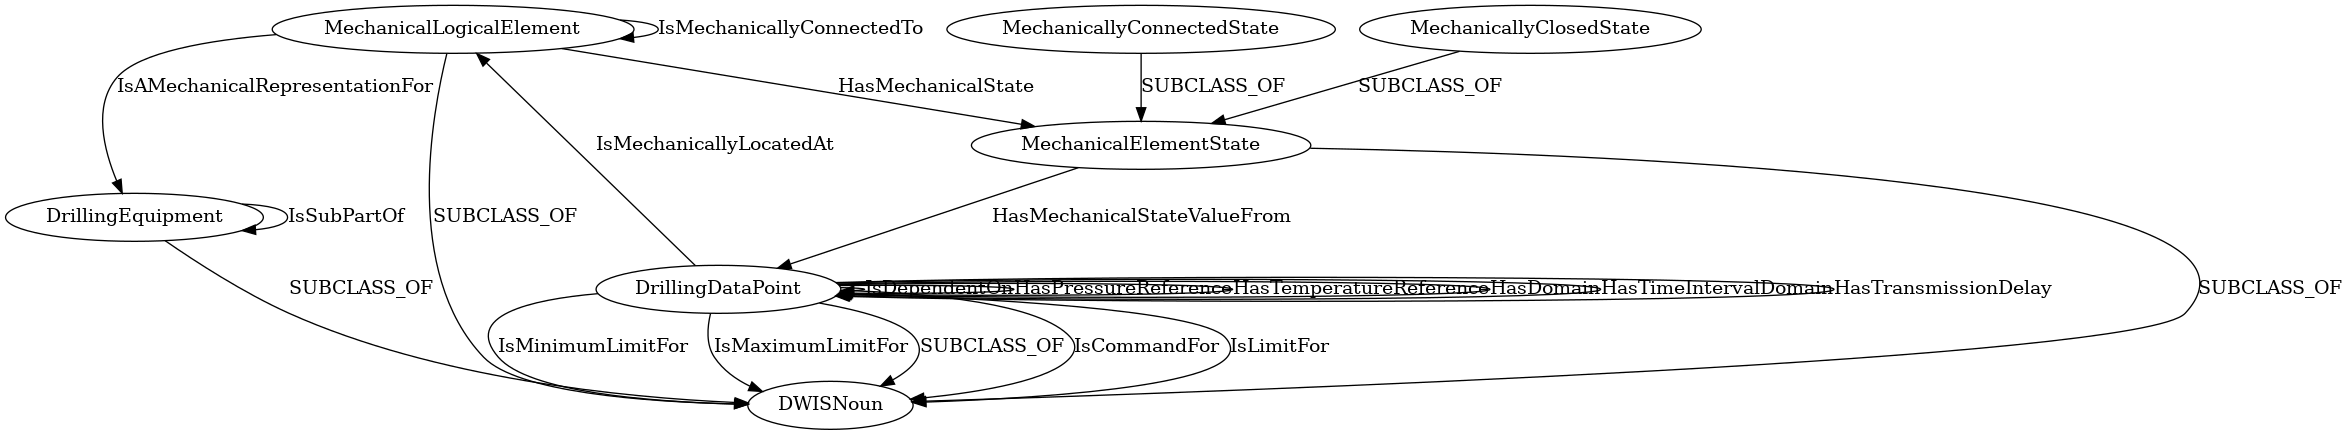 MechanicalLogicalElement
IsMechanicallyConnectedTo
MechanicallyConnectedState
MechanicallyClosedState
IsAMechanicalRepresentationFor
HasMechanicalState
SUBCLASS_OF
SUBCLASS_OF
IsMechanicallyLocatedAt
MechanicalElementState
DrillingEquipment
IsSubPartOf
SUBCLASS_OF
HasMechanicalStateValueFrom
SUBCLASS_OF
DrillingDataPoint
IsDependentOn
HasPressureReference
HasTemperatureReference
HasDomain
HasTimeIntervalDomain
HasTransmissionDelay
SUBCLASS_OF
IsMinimumLimitFor
IsMaximumLimitFor
SUBCLASS_OF
IsCommandFor
IsLimitFor
DWISNoun